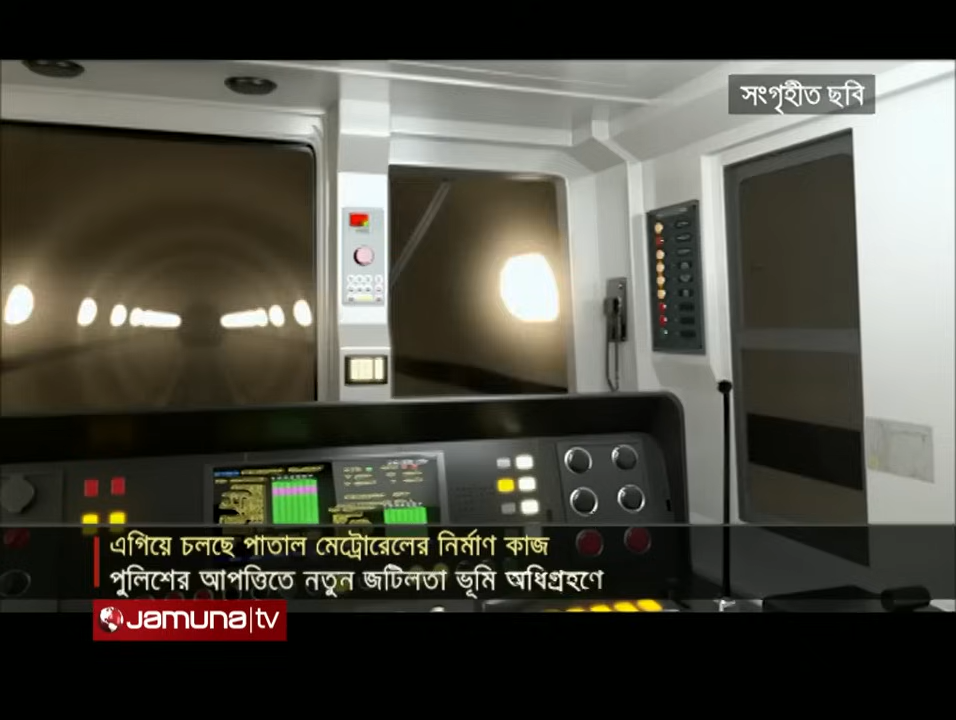 সংগৃহীত ছবি
এগিয়ে চলছে পাতাল মেট্রোরেলের নির্মাণ কাজ
পুলিশের আপত্তিতে নতুন জটিলতা ভূমি অধিগ্রহণে
Jamuna|tv